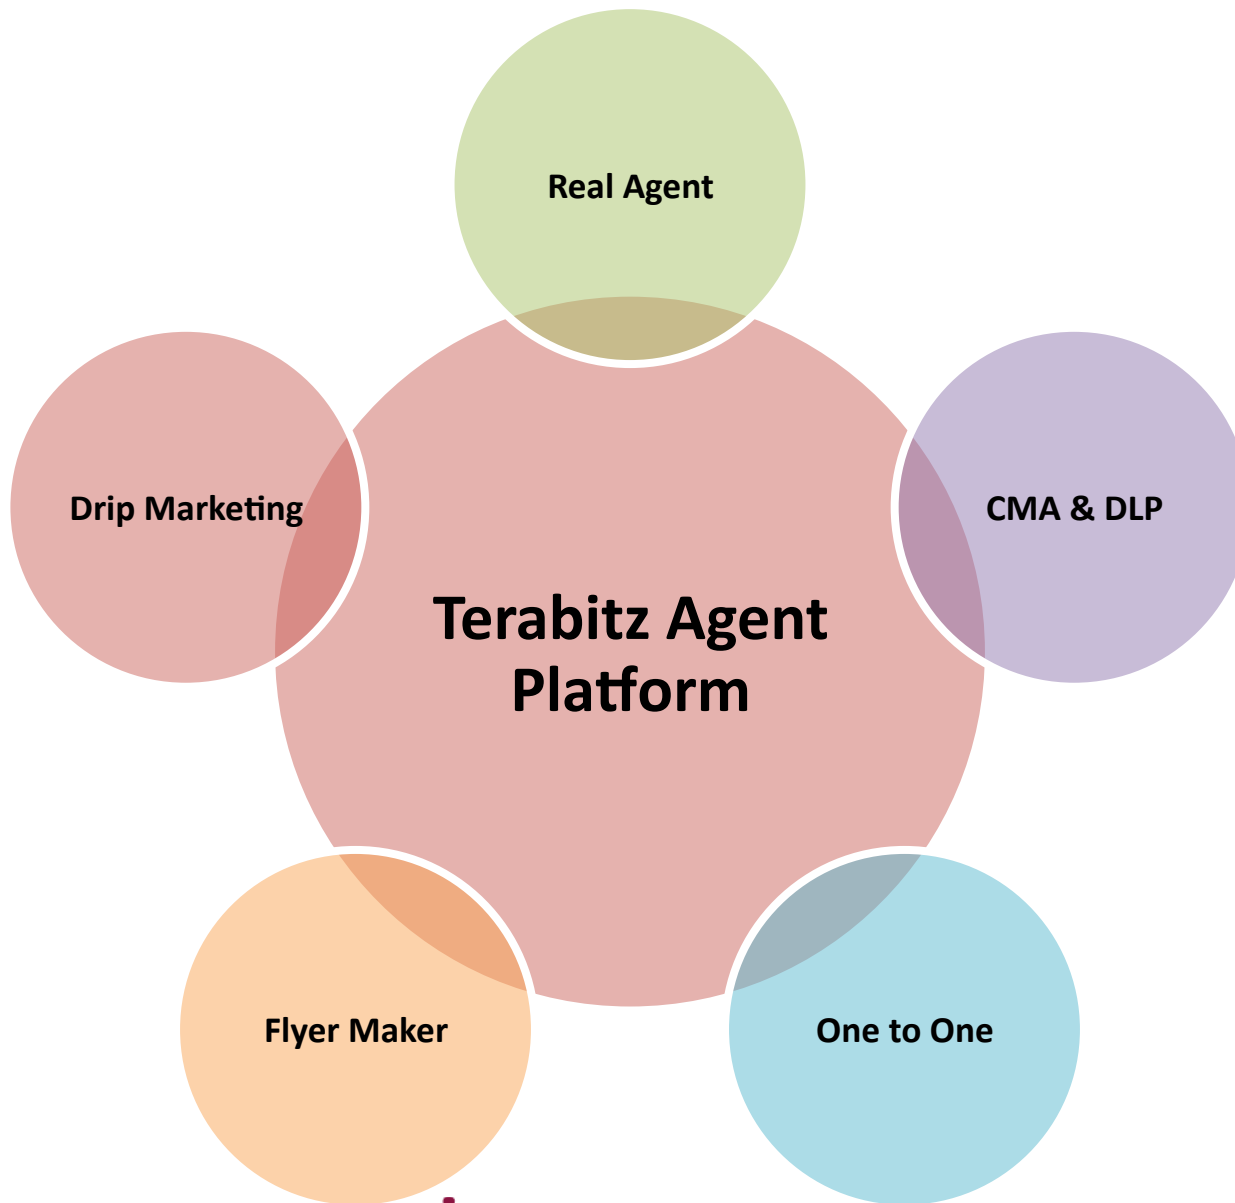 Real Agent
Drip Marketing
CMA & DLP
Terabitz Agent
Platform
Flyer Maker
One to One